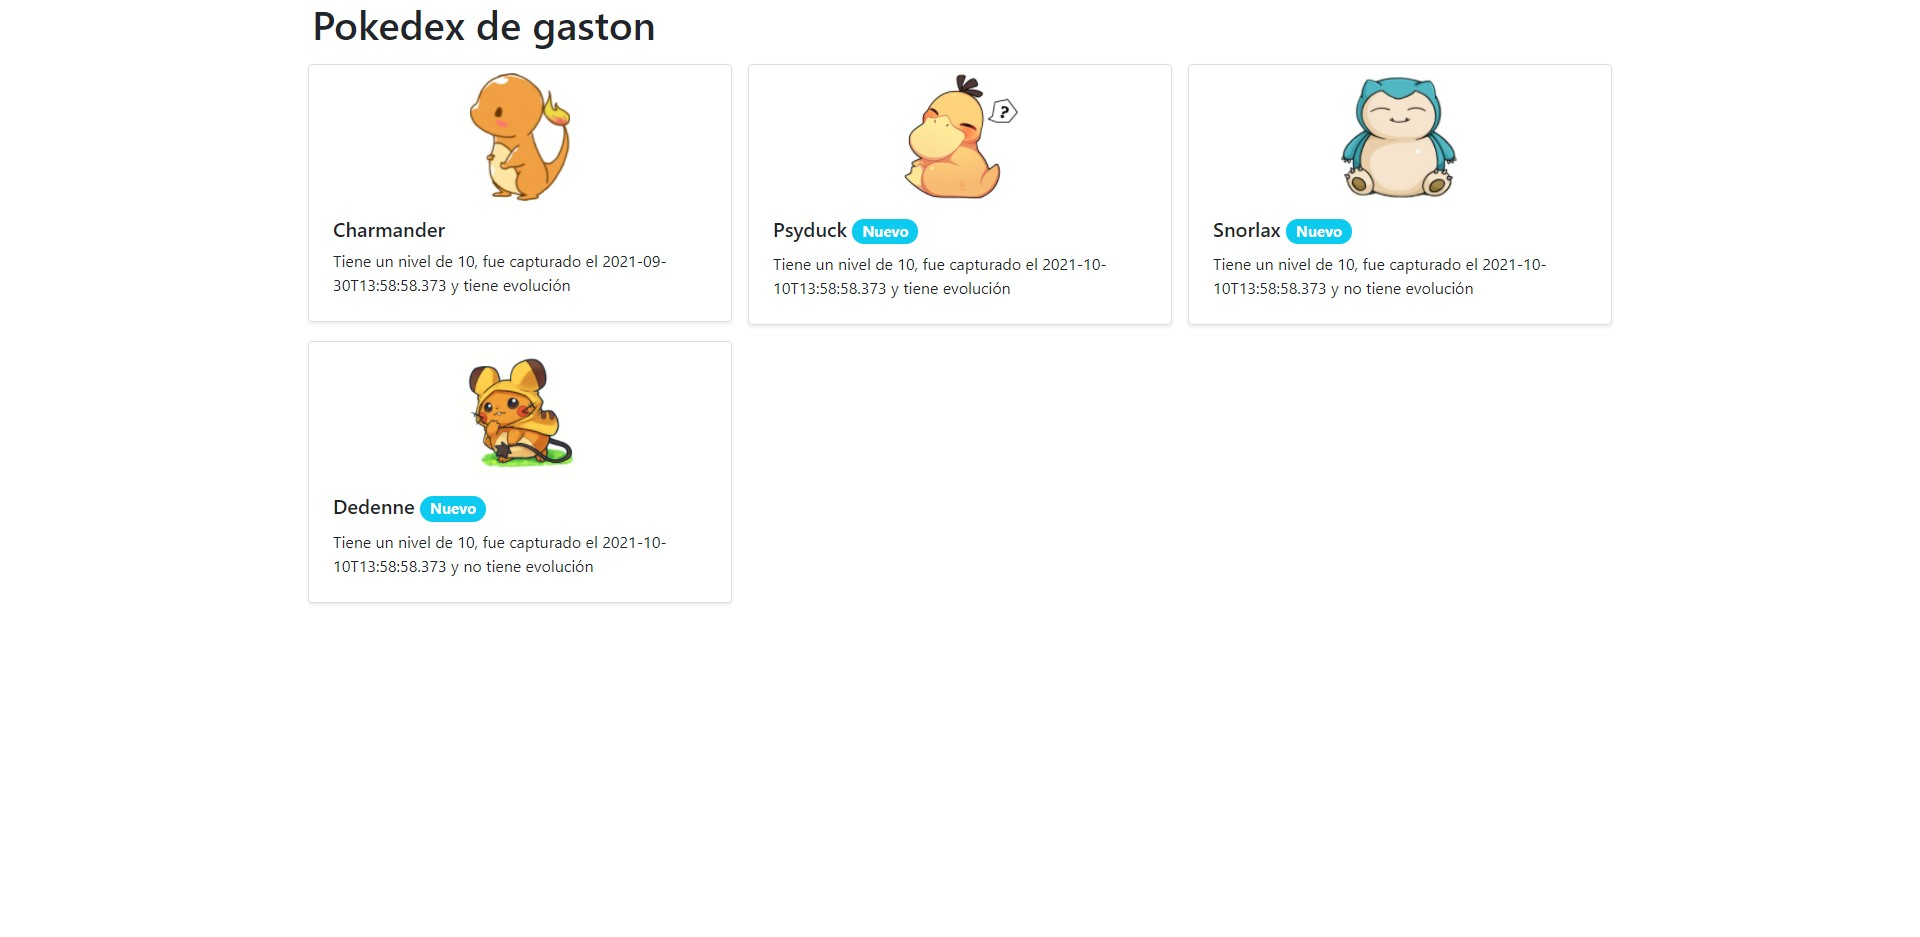 Pokedex de gaston
?
Charmander
Tiene un nivel de 10, fue capturado el 2021-09-
30T13:58:58.373 y tiene evolución
Psyduck Nuevo
Tiene un nivel de 10, fue capturado el 2021-10-
10T13:58:58.373 y tiene evolución
Snorlax Nuevo
Tiene un nivel de 10, fue capturado el 2021-10-
10T13:58:58.373 y no tiene evolución
Dedenne Nuevo
Tiene un nivel de 10, fue capturado el 2021-10-
10T13:58:58.373 y no tiene evolución